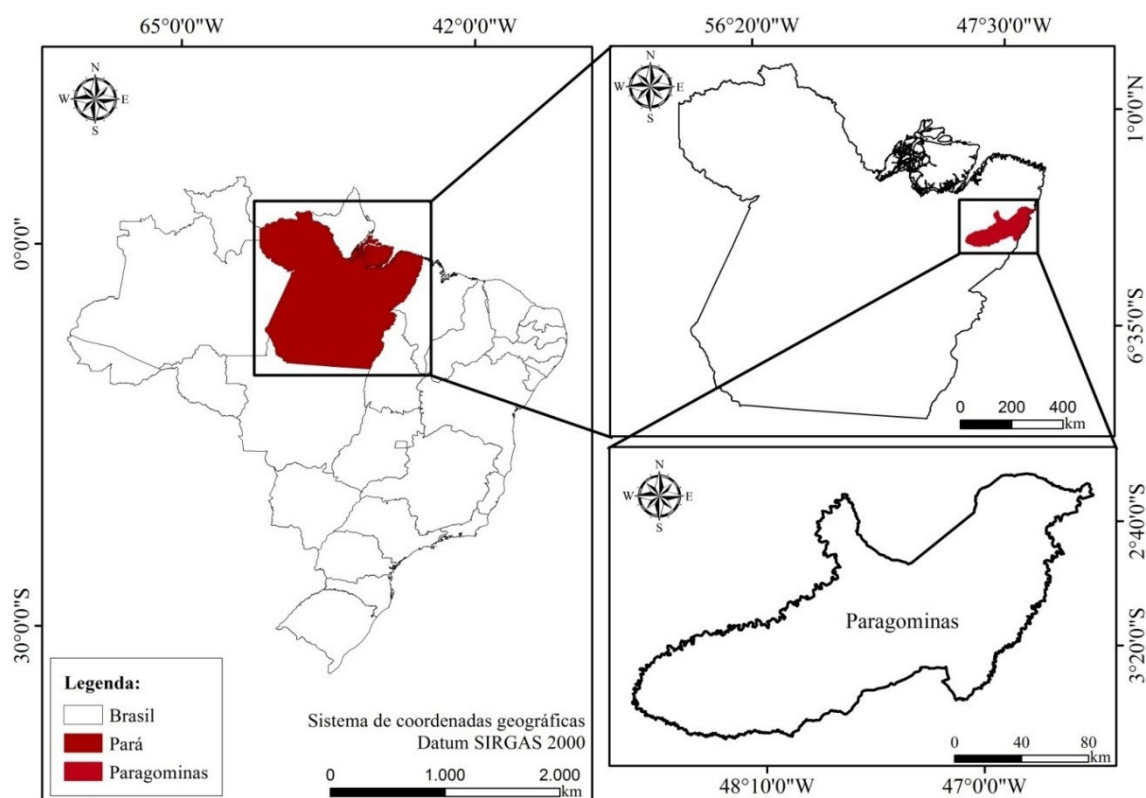 65°0'0"W
42°0'0"W
56°20'0"W
47°30'0"W
N
W
E
S
0°0'0"
30°0'0"S
Legenda:
Brasil
Pará
Paragominas
Sistema de coordenadas geográficas
Datum SIRGAS 2000
0
1.000
2.000
km
N
W
E
S
1°0'0"N
6°35'0"S
0
200
400
km
N
W
E
S
2°40'0"S
3°20'0"S
Paragominas
0
40
80
km
48°10'0"W
47°0'0"W